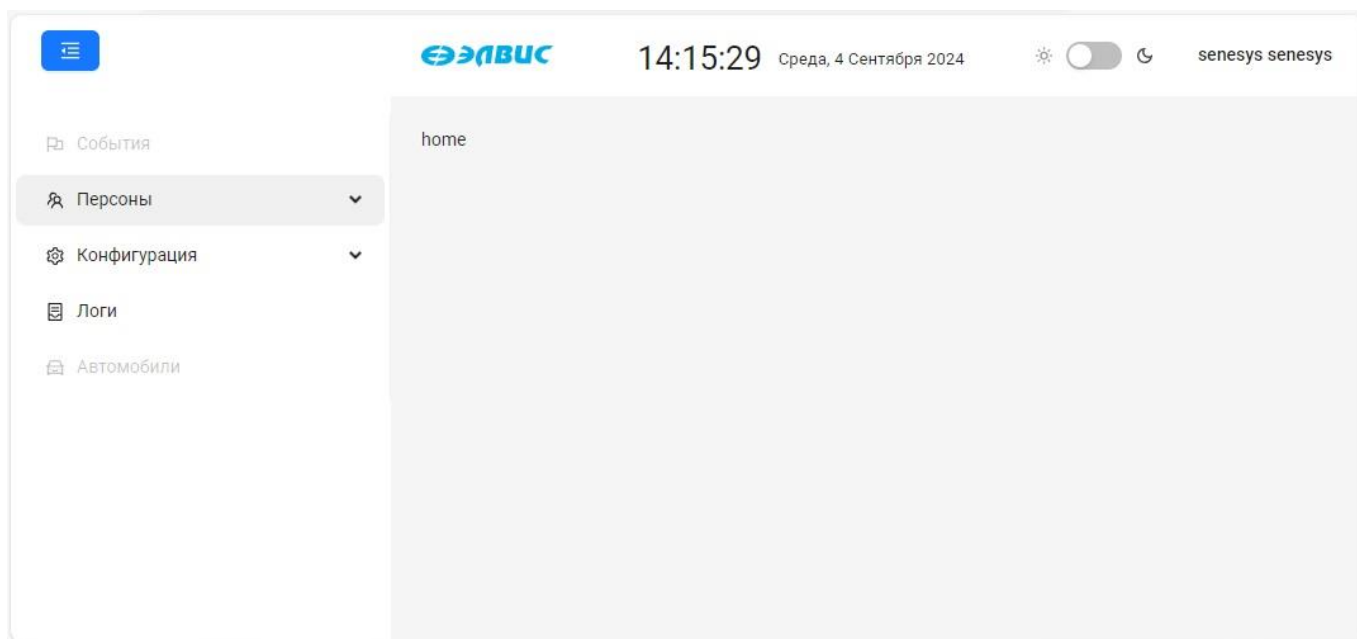 ЭЛВИС 14:15:29 Среда, 4 Сентября 2024 senesys senesys
События
home
Персоны
Конфигурация
Логи
Автомобили